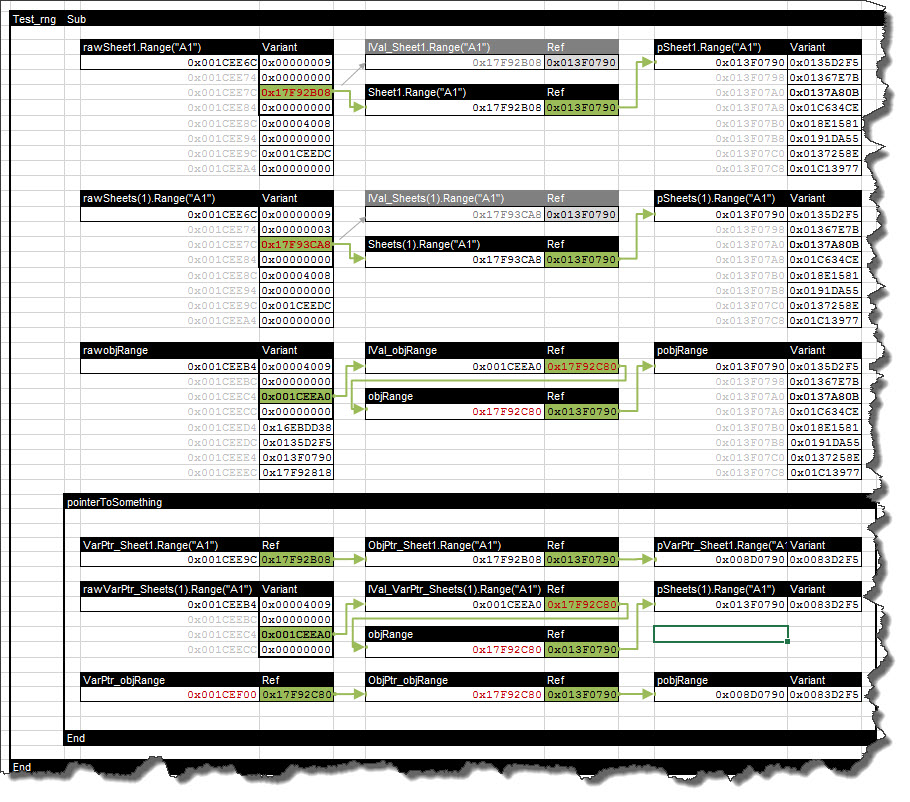 Test_rng Sub
rawSheet1.Range("A1") Variant lVal_Sheet1.Range("A1") Ref pSheet1.Range("A1") Variant
0x001CEE6C 0x00000009 0x17F92B08 0x013F0790 0x013F0790 0x0135D2F5
0x001CEE74 0x00000000 0x013F0798 0x01367E7B
0x001CEE7C 0x17F92B08 Sheet1.Range("A1") Ref 0x013F07A0 0x0137A80B
0x001CEE84 0x00000000 0x17F92B08 0x013F0790 0x013F07A8 0x01C634CE
0x001CEE8C 0x00004008 0x013F07B0 0x018E1581
0x001CEE94 0x00000000 0x013F07B8 0x0191DA55
0x001CEE9C 0x001CEEDC 0x013F07C0 0x0137258E
0x001CEEA4 0x00000000 0x013F07C8 0x01C13977
rawSheets(1).Range("A1") Variant lVal_Sheets(1).Range("A1") Ref pSheets(1).Range("A1") Variant
0x001CEE6C 0x00000009 0x17F93CA8 0x013F0790 0x013F0790 0x0135D2F5
0x001CEE74 0x00000003 0x013F0798 0x01367E7B
0x001CEE7C 0x17F93CA8 Sheets(1).Range("A1") Ref 0x013F07A0 0x0137A80B
0x001CEE84 0x00000000 0x17F93CA8 0x013F0790 0x013F07A8 0x01C634CE
0x001CEE8C 0x00004008 0x013F07B0 0x018E1581
0x001CEE94 0x00000000 0x013F07B8 0x0191DA55
0x001CEE9C 0x001CEEDC 0x013F07C0 0x0137258E
0x001CEEA4 0x00000000 0x013F07C8 0x01C13977
rawobjRange Variant lVal_objRange Ref pobjRange Variant
0x001CEEB4 0x00004009 0x001CEEA0 0x17F92C80 0x013F0790 0x0135D2F5
0x001CEEBC 0x00000000 0x013F0798 0x01367E7B
0x001CEEC4 0x001CEEA0 objRange Ref 0x013F07A0 0x0137A80B
0x001CEECC 0x00000000 0x17F92C80 0x013F0790 0x013F07A8 0x01C634CE
0x001CEED4 0x16EBDD38 0x013F07B0 0x018E1581
0x001CEEDC 0x0135D2F5 0x013F07B8 0x0191DA55
0x001CEEE4 0x013F0790 0x013F07C0 0x0137258E
0x001CEEEC 0x17F92818 0x013F07C8 0x01C13977
pointerToSomething
VarPtr_Sheet1.Range("A1") Ref ObjPtr_Sheet1.Range("A1") Ref pVarPtr_Sheet1.Range("A1 Variant
0x001CEE9C 0x17F92B08 0x17F92B08 0x013F0790 0x008D0790 0x0083D2F5
rawVarPtr_Sheets(1).Range("A1") Variant lVal_VarPtr_Sheets(1).Range("A1") Ref pSheets(1).Range("A1") Variant
0x001CEEB4 0x00004009 0x001CEEA0 0x17F92C80 0x013F0790 0x0083D2F5
0x001CEEBC 0x00000000
0x001CEEC4 0x001CEEA0 objRange Ref
0x001CEECC 0x00000000 0x17F92C80 0x013F0790
VarPtr_objRange Ref ObjPtr_objRange Ref pobjRange Variant
0x001CEF00 0x17F92C80 0x17F92C80 0x013F0790 0x008D0790 0x0083D2F5
End
End